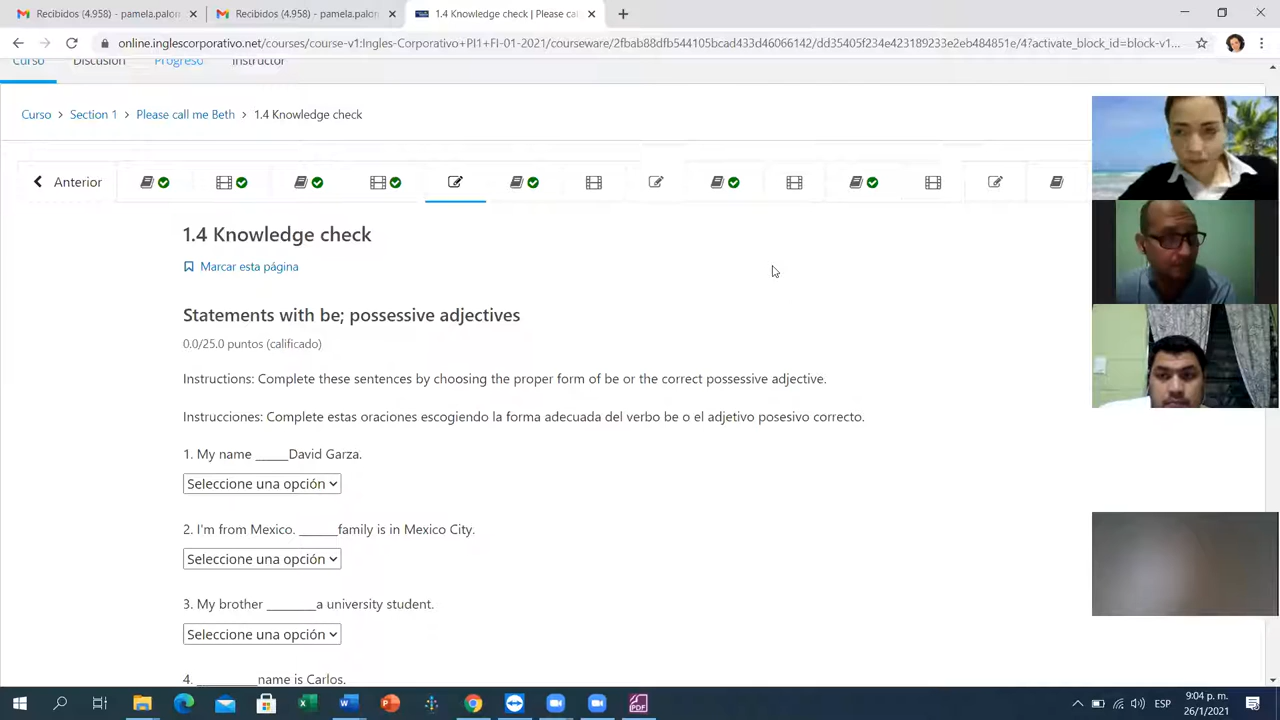 Recibidos (4.958) - pamela.palon
Recibidos (4.958) - pamela.palon
1.4 Knowledge check | Please cal
online.inglescorporativo.net/courses/course-v1:Ingles-Corporativo+PI1+FI-01-2021/courseware/2fbab88dfb544105bcad433d46066142/dd35405f234e423189233e2eb484851e/4?activate_block_id=block-v1...
Curso Discusión Progreso Instructor
Curso > Section 1 > Please call me Beth > 1.4 Knowledge check
Anterior
1.4 Knowledge check
Marcar esta página
Statements with be; possessive adjectives
0.0/25.0 puntos (calificado)
Instructions: Complete these sentences by choosing the proper form of be or the correct possessive adjective.
Instrucciones: Complete estas oraciones escogiendo la forma adecuada del verbo be o el adjetivo posesivo correcto.
1. My name _____David Garza.
Seleccione una opción
2. I'm from Mexico. ______family is in Mexico City.
Seleccione una opción
3. My brother ________a university student.
Seleccione una opción
4. __________name is Carlos.
ESP
9:04 p. m.
26/1/2021